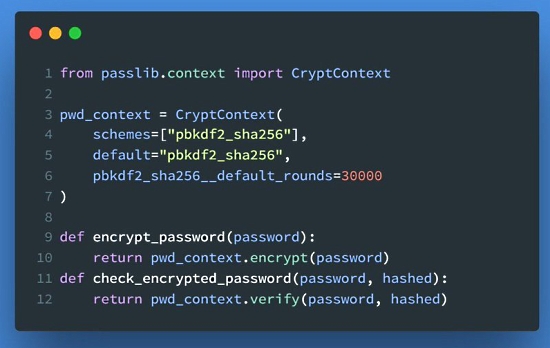 1 from passlib.context import CryptContext
2
3 pwd_context = CryptContext(
4     schemes=["pbkdf2_sha256"],
5     default="pbkdf2_sha256",
6     pbkdf2_sha256__default_rounds=30000
7 )
8
9 def encrypt_password(password):
10     return pwd_context.encrypt(password)
11 def check_encrypted_password(password, hashed):
12     return pwd_context.verify(password, hashed)